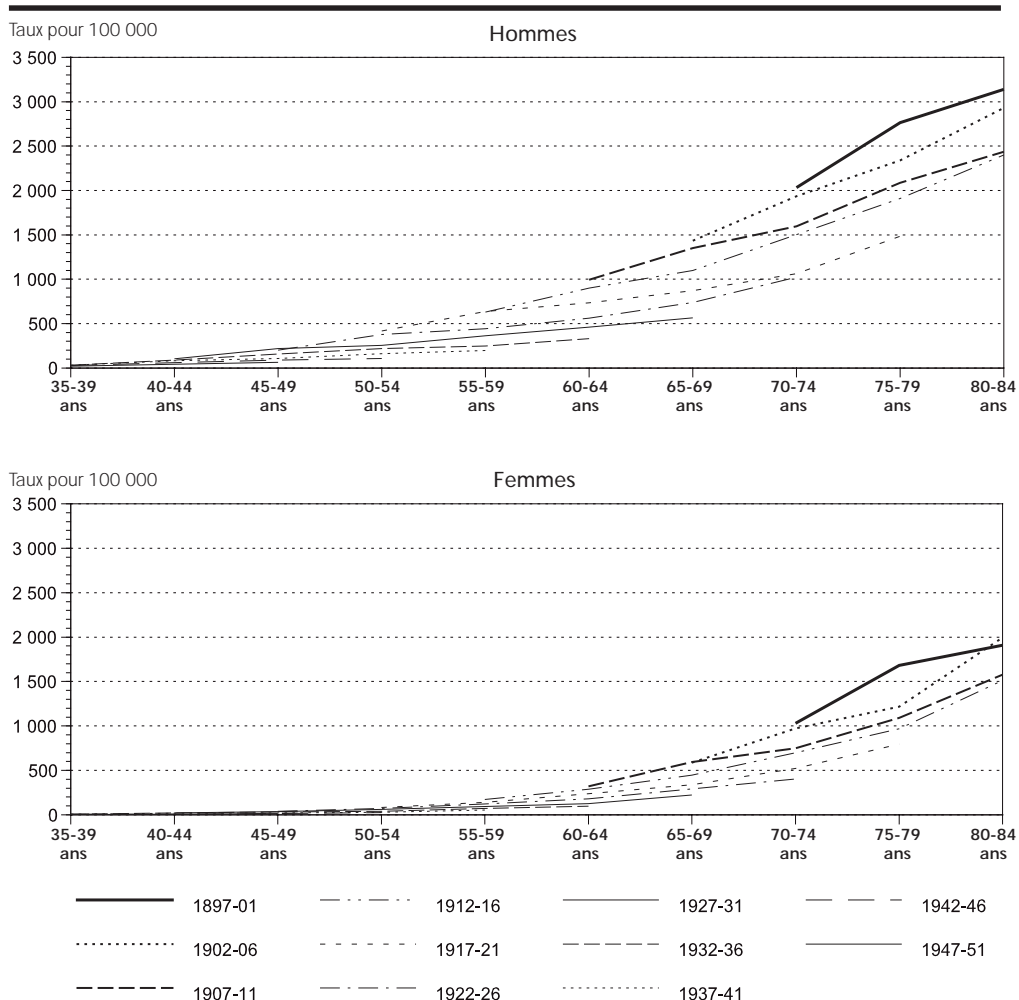 Taux pour 100 000
Hommes
3 500
3 000
2 500
2 000
1 500
1 000
500
0
35-39 40-44 45-49 50-54 55-59 60-64 65-69 70-74 75-79 80-84
ans ans ans ans ans ans ans ans ans ans
Taux pour 100 000
Femmes
3 500
3 000
2 500
2 000
1 500
1 000
500
0
35-39 40-44 45-49 50-54 55-59 60-64 65-69 70-74 75-79 80-84
ans ans ans ans ans ans ans ans ans ans
1897-01 1912-16 1927-31 1942-46
1902-06 1917-21 1932-36 1947-51
1907-11 1922-26 1937-41